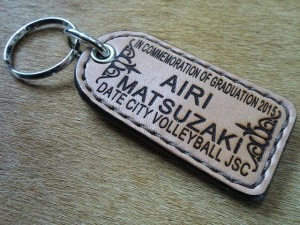 IN COMMEMORATION OF GRADUATION 2015
AIRI
MATSUZAKI
DATE CITY VOLLEYBALL JSC